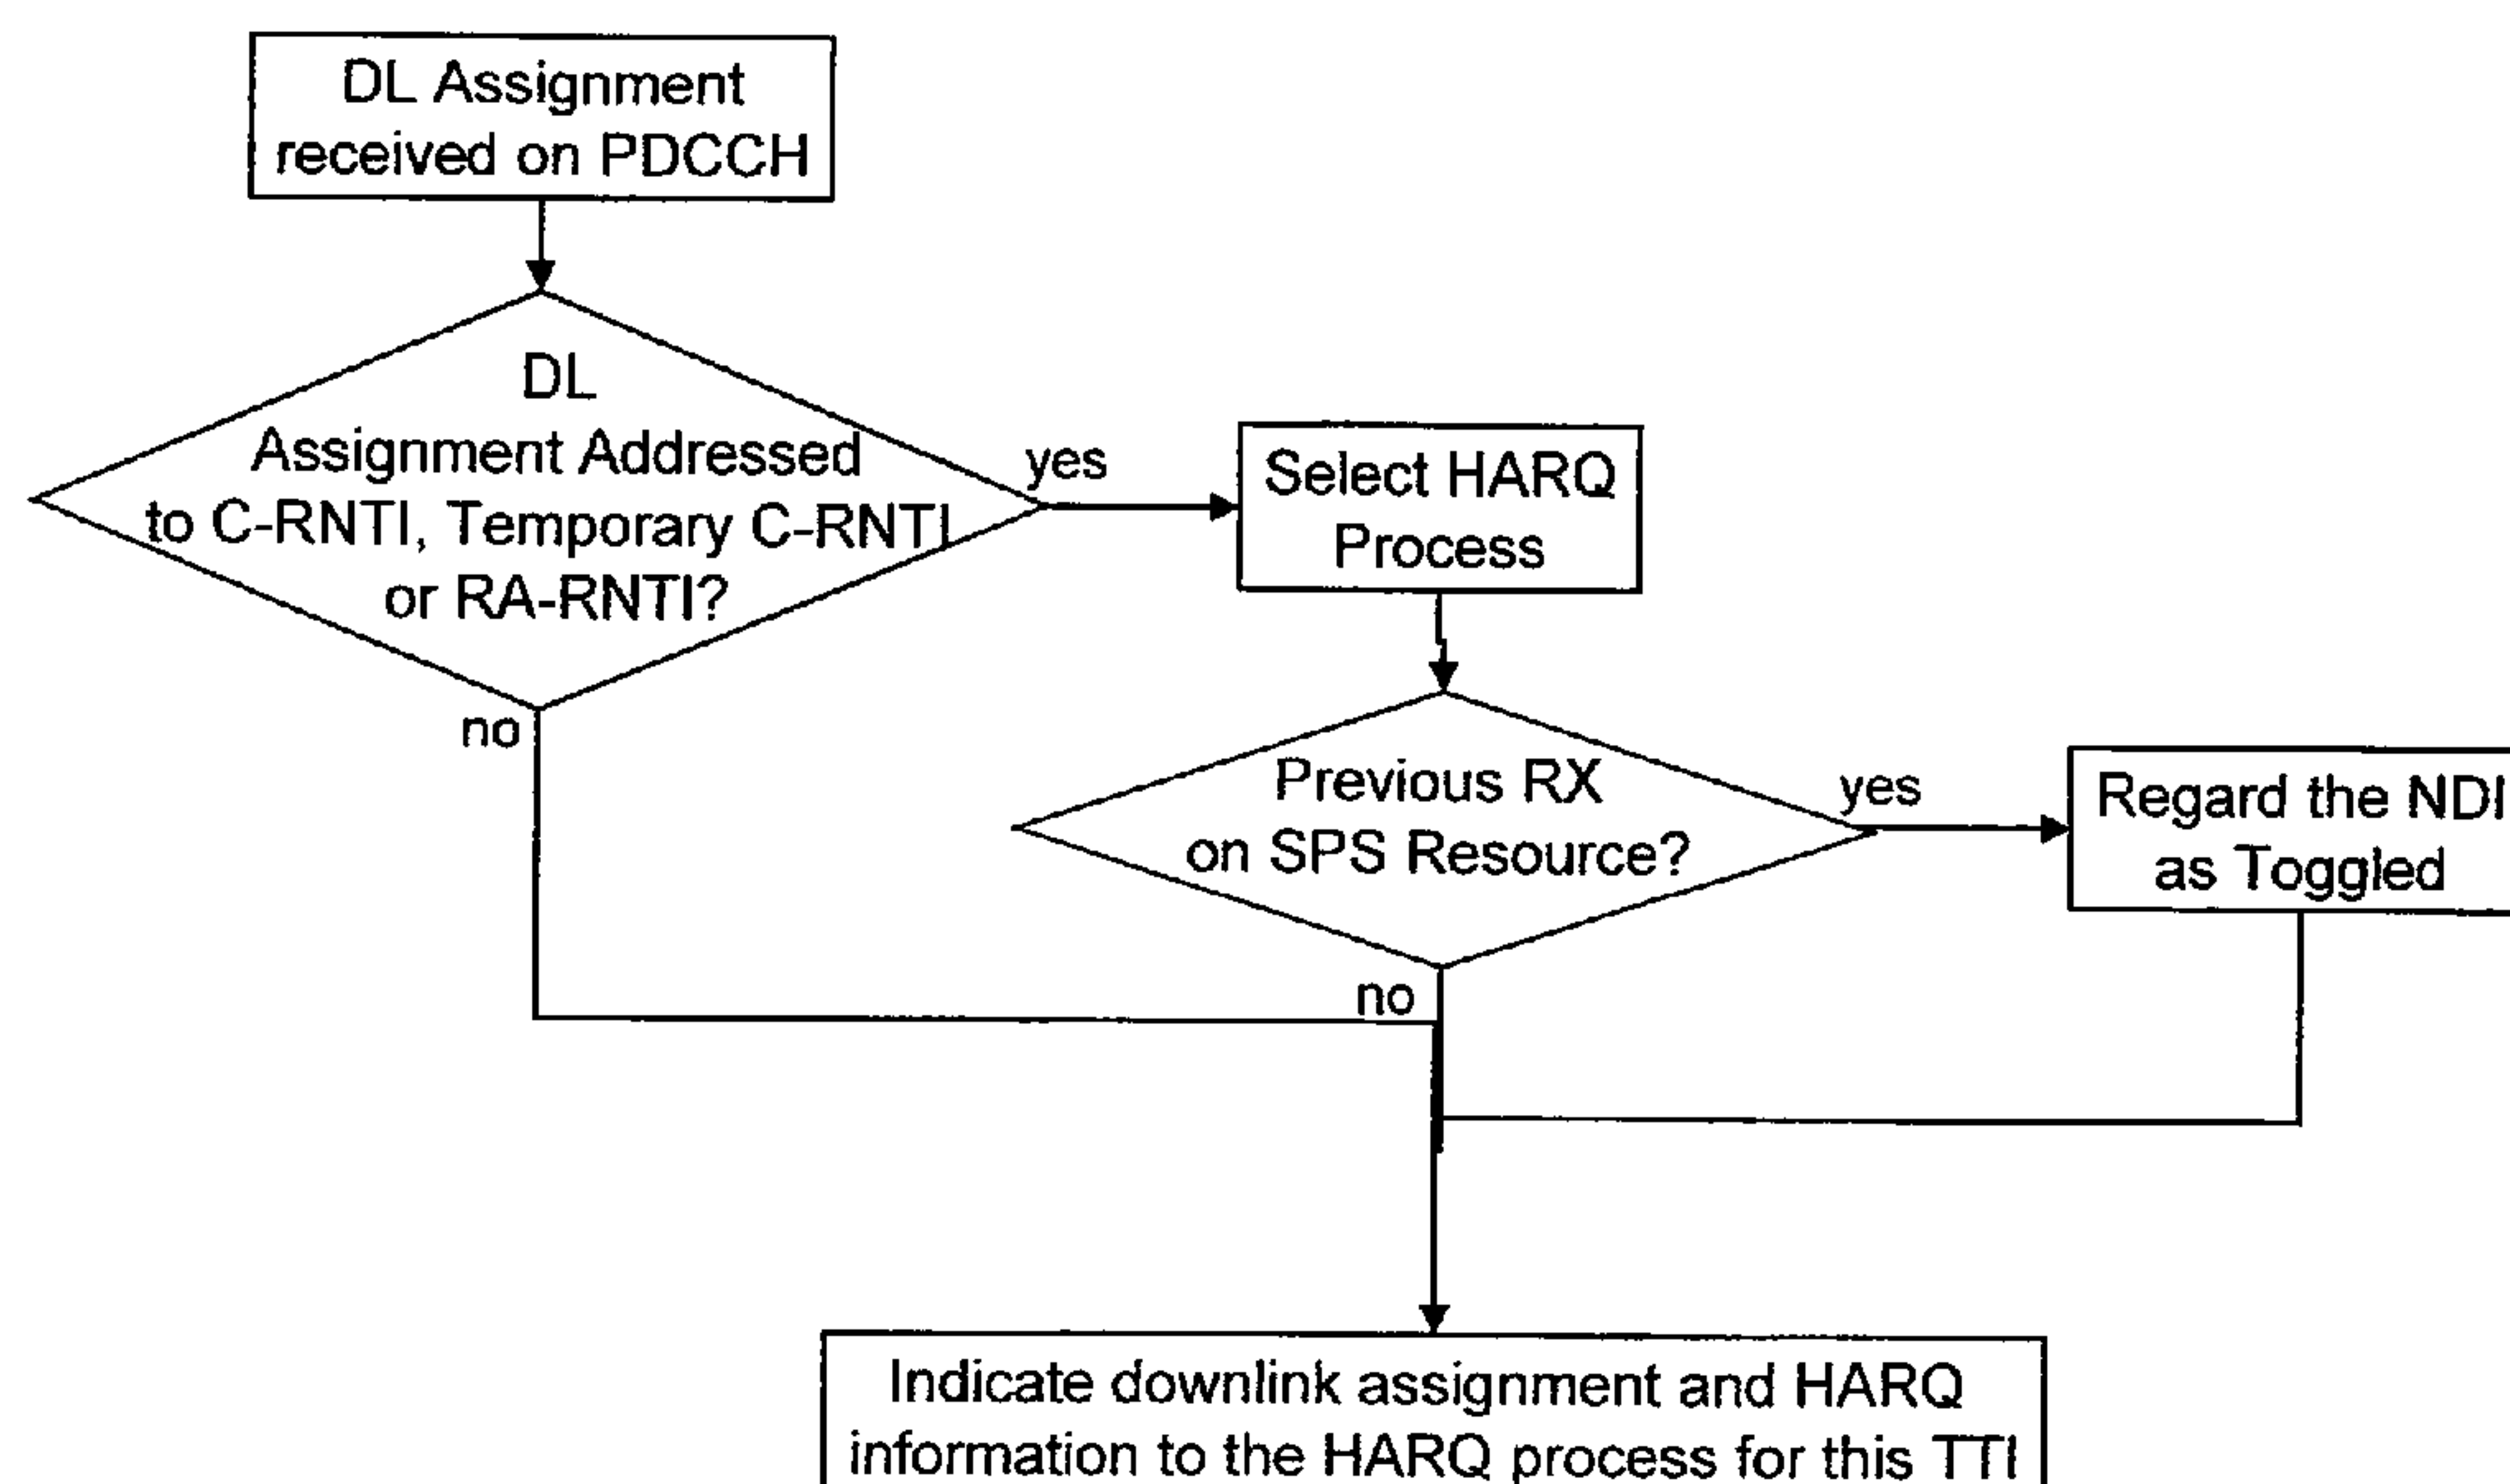 DL Assignment
received on PDCCH
DL
Assignment Addressed
to C-RNTI, Temporary C-RNTI
or RA-RNTI?
yes
Select HARQ
Process
no
Previous RX
on SPS Resource?
yes
Regard the NDI
as Toggled
no
Indicate downlink assignment and HARQ
information to the HARQ process for this TTI